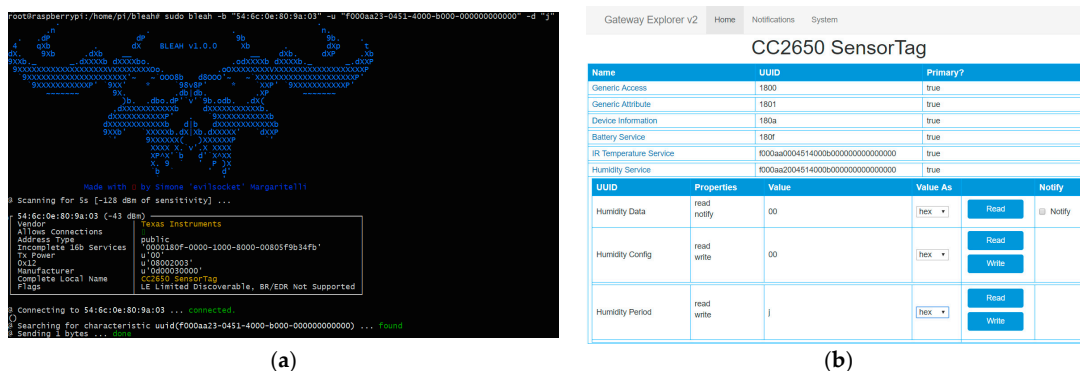 root@raspberrypi:/home/pi/bleah# sudo bleah -b "54:6c:0e:80:9a:03" -u "f000aa23-0451-4000-b000-000000000000" -d "j"
BLEAH v1.0.0
Made with by Simone 'evilsocket' Margaritelli
@ Scanning for 5s [-128 dBm of sensitivity] ...
54:6c:0e:80:9a:03 (-43 dBm)
Vendor Texas Instruments
Allows Connections
Address Type public
Incomplete 16b Services '0000180f-0000-1000-8000-00805f9b34fb'
Tx Power u'00'
0x12 u'08002003'
Manufacturer u'0d00030000'
Complete Local Name CC2650 SensorTag
Flags LE Limited Discoverable, BR/EDR Not Supported
@ Connecting to 54:6c:0e:80:9a:03 ... connected.
@ Searching for characteristic uuid(f000aa23-0451-4000-b000-000000000000) ... found
@ Sending 1 bytes ... done
(a)
Gateway Explorer v2 Home Notifications System
CC2650 SensorTag
Name UUID Primary?
Generic Access 1800 true
Generic Attribute 1801 true
Device Information 180a true
Battery Service 180f true
IR Temperature Service f000aa0004514000b000000000000000 true
Humidity Service f000aa2004514000b000000000000000 true
UUID Properties Value Value As Notify
Humidity Data read notify 00 hex Read Notify
Humidity Config read write 00 hex Read Write
Humidity Period read write j hex Read Write
(b)